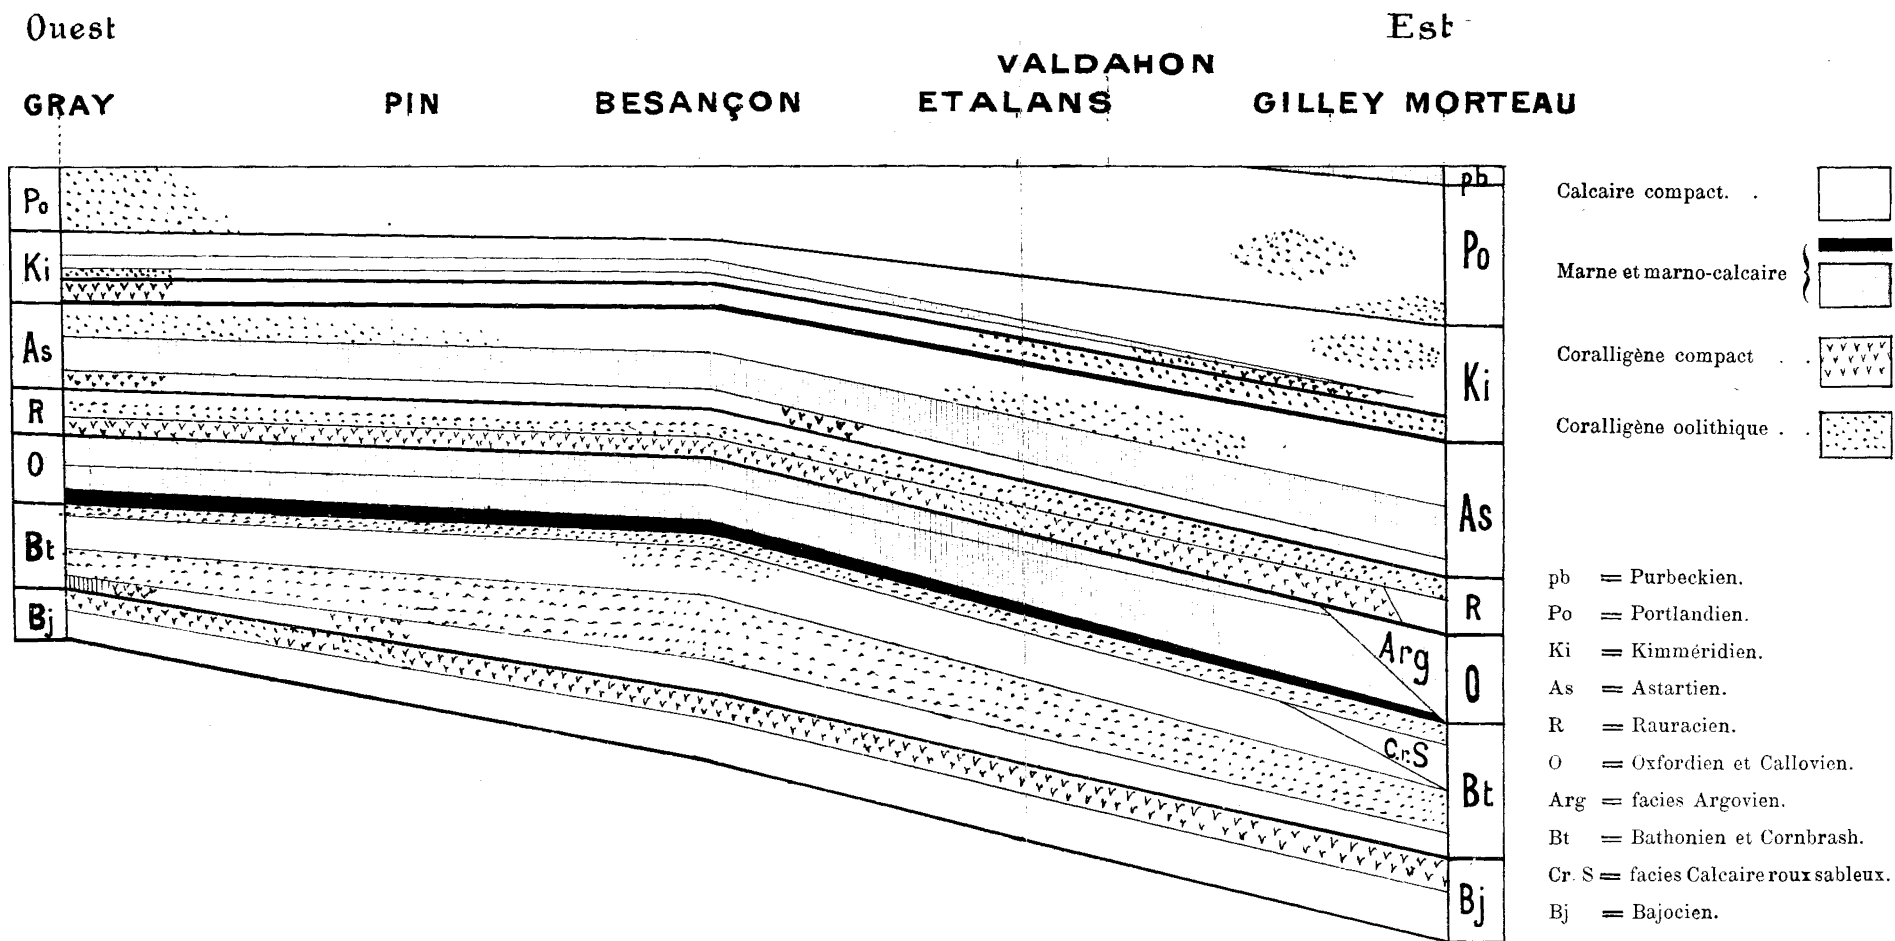 Ouest
Est
VALDAHON
GRAY PIN BESANÇON ETALANS GILLEY MORTEAU
Po
Ki
As
R
O
Bt
Bj
pb
Po
Ki
As
R
O
Bt
Bj
Arg
Cr.S
Calcaire compact. .
Marne et marno-calcaire
Coralligène compact . .
Coralligène oolithique . .
pb = Purbeckien.
Po = Portlandien.
Ki = Kimméridien.
As = Astartien.
R = Rauracien.
O = Oxfordien et Callovien.
Arg = facies Argovien.
Bt = Bathonien et Cornbrash.
Cr. S = facies Calcaire roux sableux.
Bj = Bajocien.